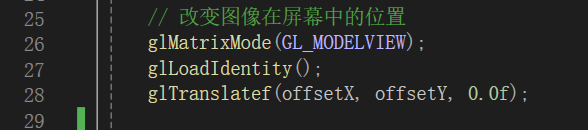 25
26 // 改变图像在屏幕中的位置
27 glMatrixMode(GL_MODELVIEW);
28 glLoadIdentity();
29 glTranslatef(offsetX, offsetY, 0.0f);